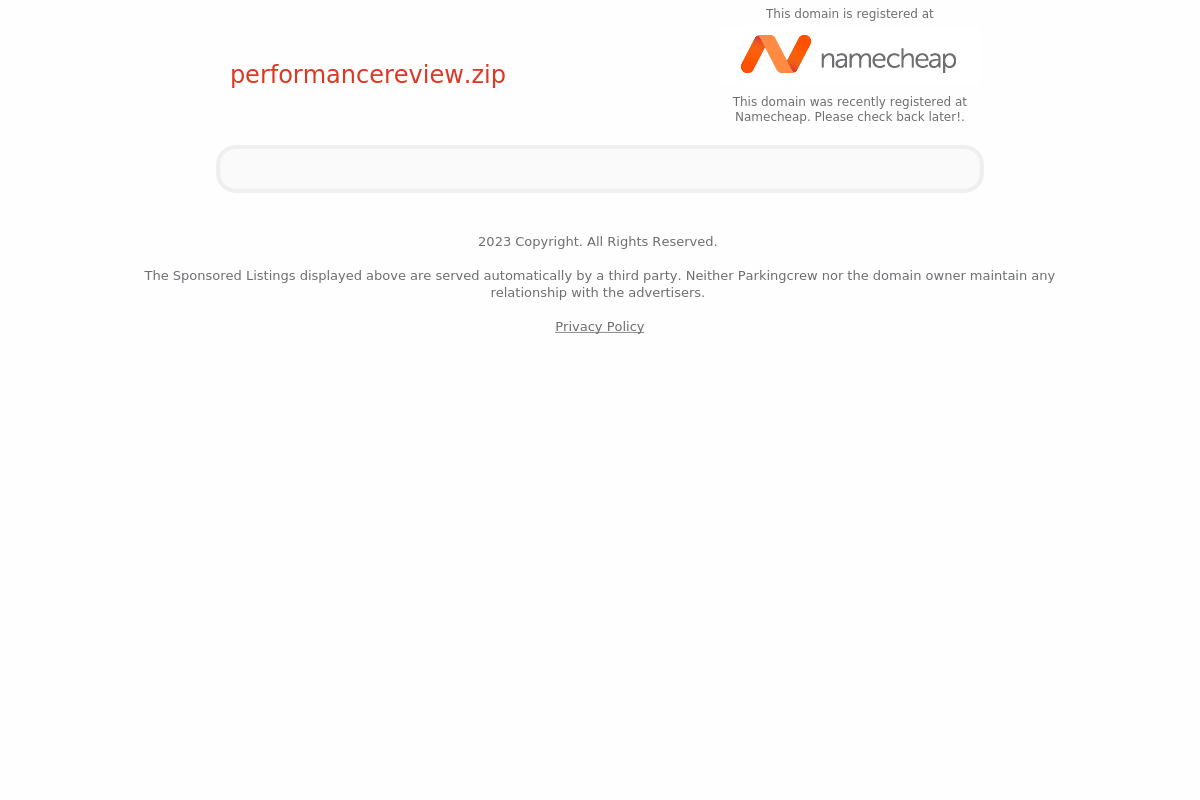 This domain is registered at
namecheap
performancereview.zip
This domain was recently registered at
Namecheap. Please check back later!.
2023 Copyright. All Rights Reserved.
The Sponsored Listings displayed above are served automatically by a third party. Neither Parkingcrew nor the domain owner maintain any
relationship with the advertisers.
Privacy Policy